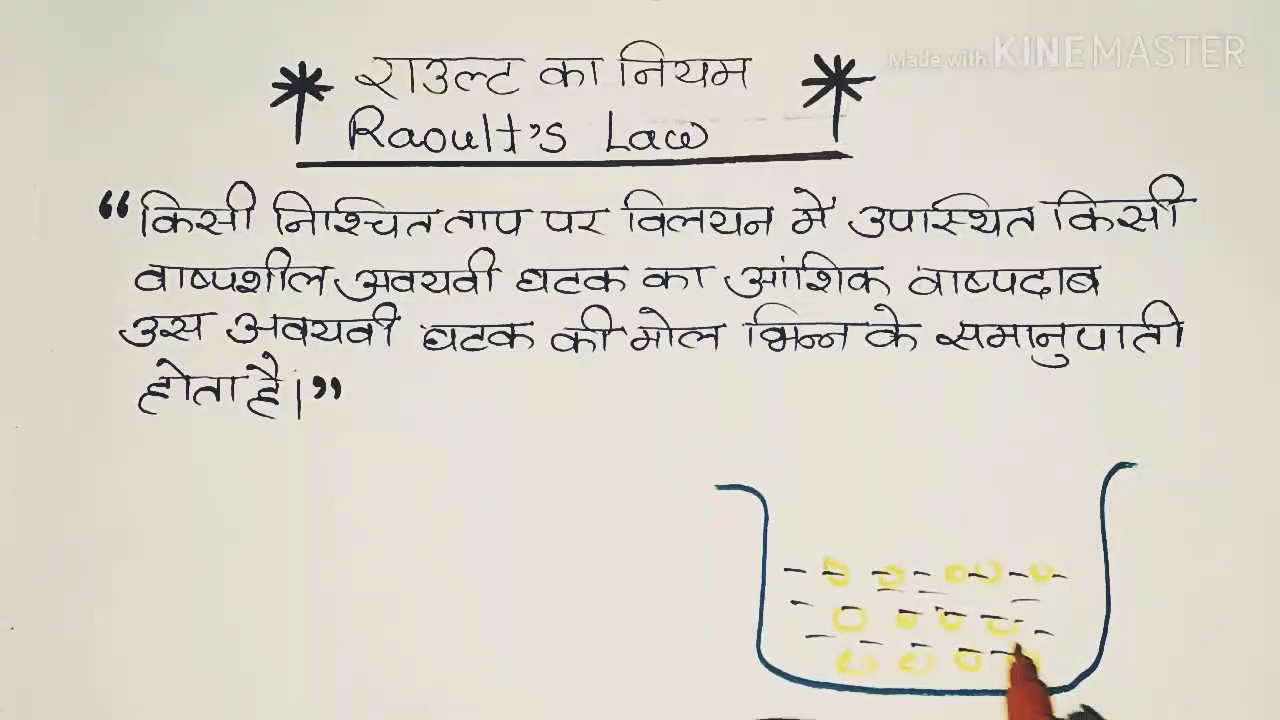 Made with KINEMASTER
राउल्ट का नियम
Raoult's Law
“किसी निश्चित ताप पर विलयन में उपस्थित किसी
वाष्पशील अवयवी घटक का आंशिक वाष्पदाब
उस अवयवी घटक की मोल भिन्न के समानुपाती
होता है।”